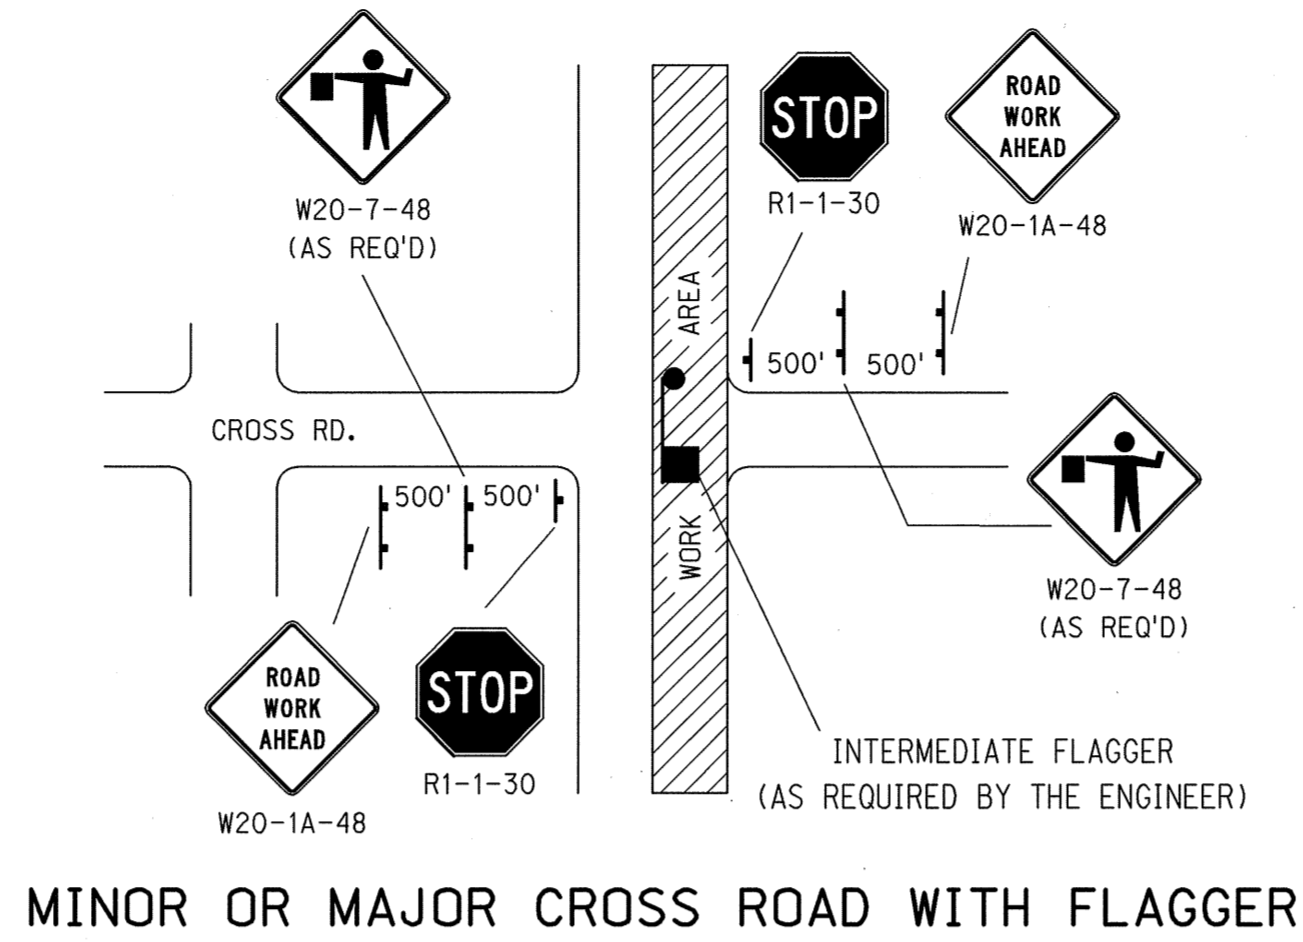 W20-7-48
(AS REQ'D)
STOP
R1-1-30
ROAD
WORK
AHEAD
W20-1A-48
AREA
500'
500'
CROSS RD.
500'
500'
WORK
W20-7-48
(AS REQ'D)
ROAD
WORK
AHEAD
W20-1A-48
STOP
R1-1-30
INTERMEDIATE FLAGGER
(AS REQUIRED BY THE ENGINEER)
MINOR OR MAJOR CROSS ROAD WITH FLAGGER